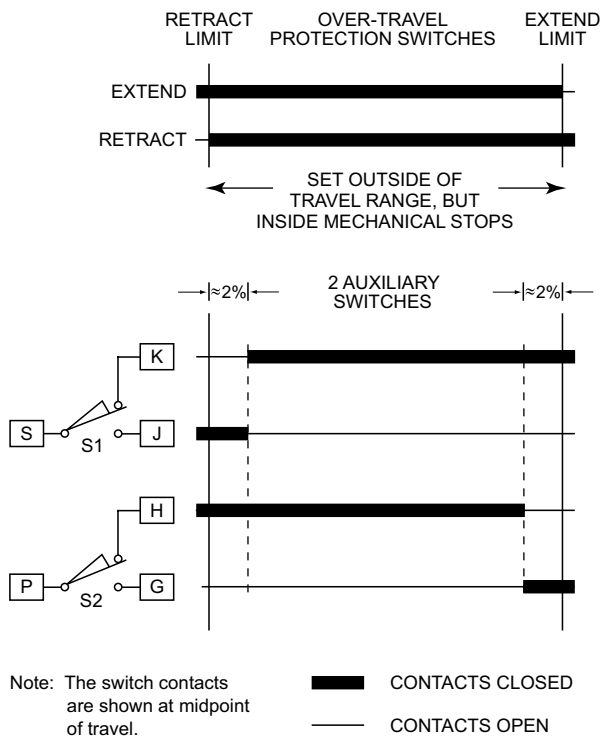 RETRACT LIMIT
OVER-TRAVEL PROTECTION SWITCHES
EXTEND LIMIT
EXTEND
RETRACT
SET OUTSIDE OF
TRAVEL RANGE, BUT
INSIDE MECHANICAL STOPS
≈2%
2 AUXILIARY
SWITCHES
≈2%
K
S
S1
J
H
P
S2
G
Note: The switch contacts
are shown at midpoint
of travel.
CONTACTS CLOSED
CONTACTS OPEN